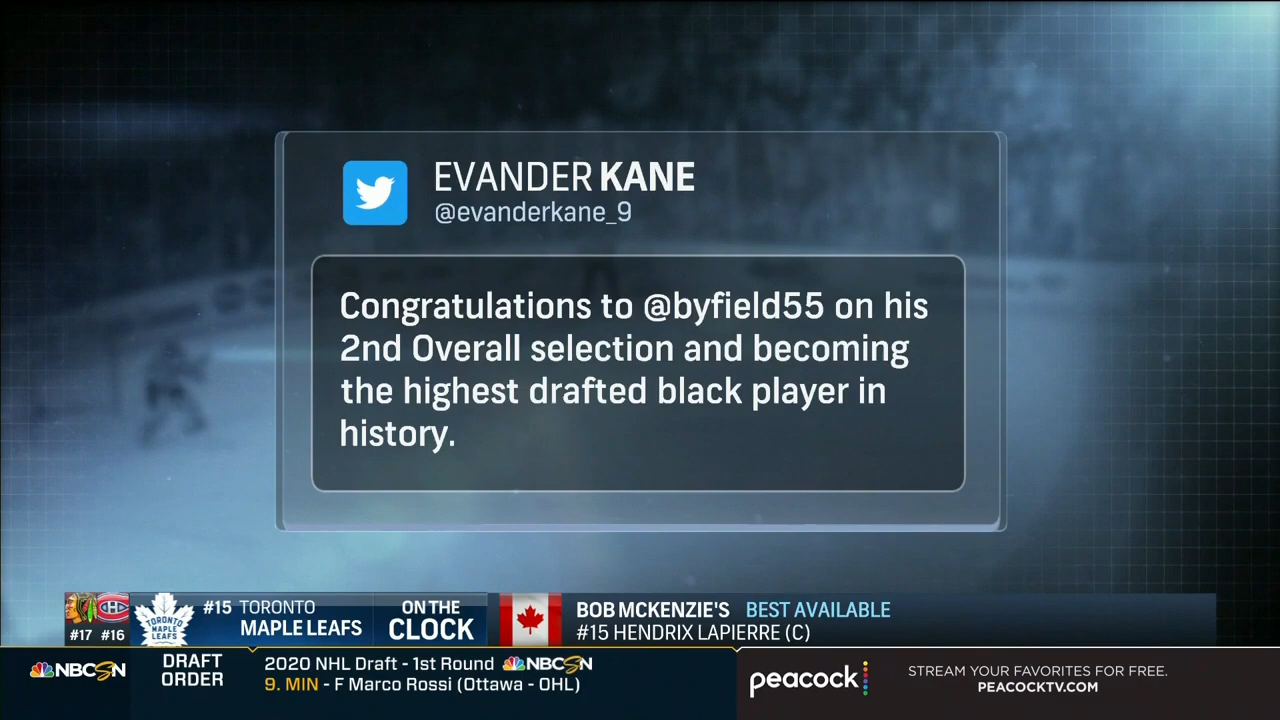 EVANDER KANE
@evanderkane_9
Congratulations to @byfield55 on his
2nd Overall selection and becoming
the highest drafted black player in
history.
#17 #16
TORONTO
MAPLE LEAFS
#15 TORONTO
MAPLE LEAFS
ON THE
CLOCK
BOB MCKENZIE'S BEST AVAILABLE
#15 HENDRIX LAPIERRE (C)
NBCSN
DRAFT
ORDER
2020 NHL Draft - 1st Round NBCSN
9. MIN - F Marco Rossi (Ottawa - OHL)
peacock
STREAM YOUR FAVORITES FOR FREE.
PEACOCKTV.COM